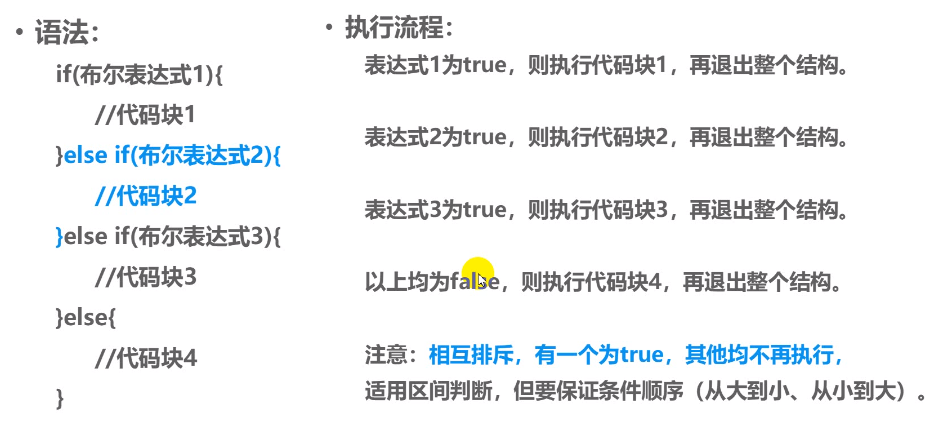 • 语法：
if(布尔表达式1){
//代码块1
}else if(布尔表达式2){
//代码块2
}else if(布尔表达式3){
//代码块3
}else{
//代码块4
}
• 执行流程：
表达式1为true，则执行代码块1，再退出整个结构。
表达式2为true，则执行代码块2，再退出整个结构。
表达式3为true，则执行代码块3，再退出整个结构。
以上均为false，则执行代码块4，再退出整个结构。
注意：相互排斥，有一个为true，其他均不再执行，
适用区间判断，但要保证条件顺序（从大到小、从小到大）。